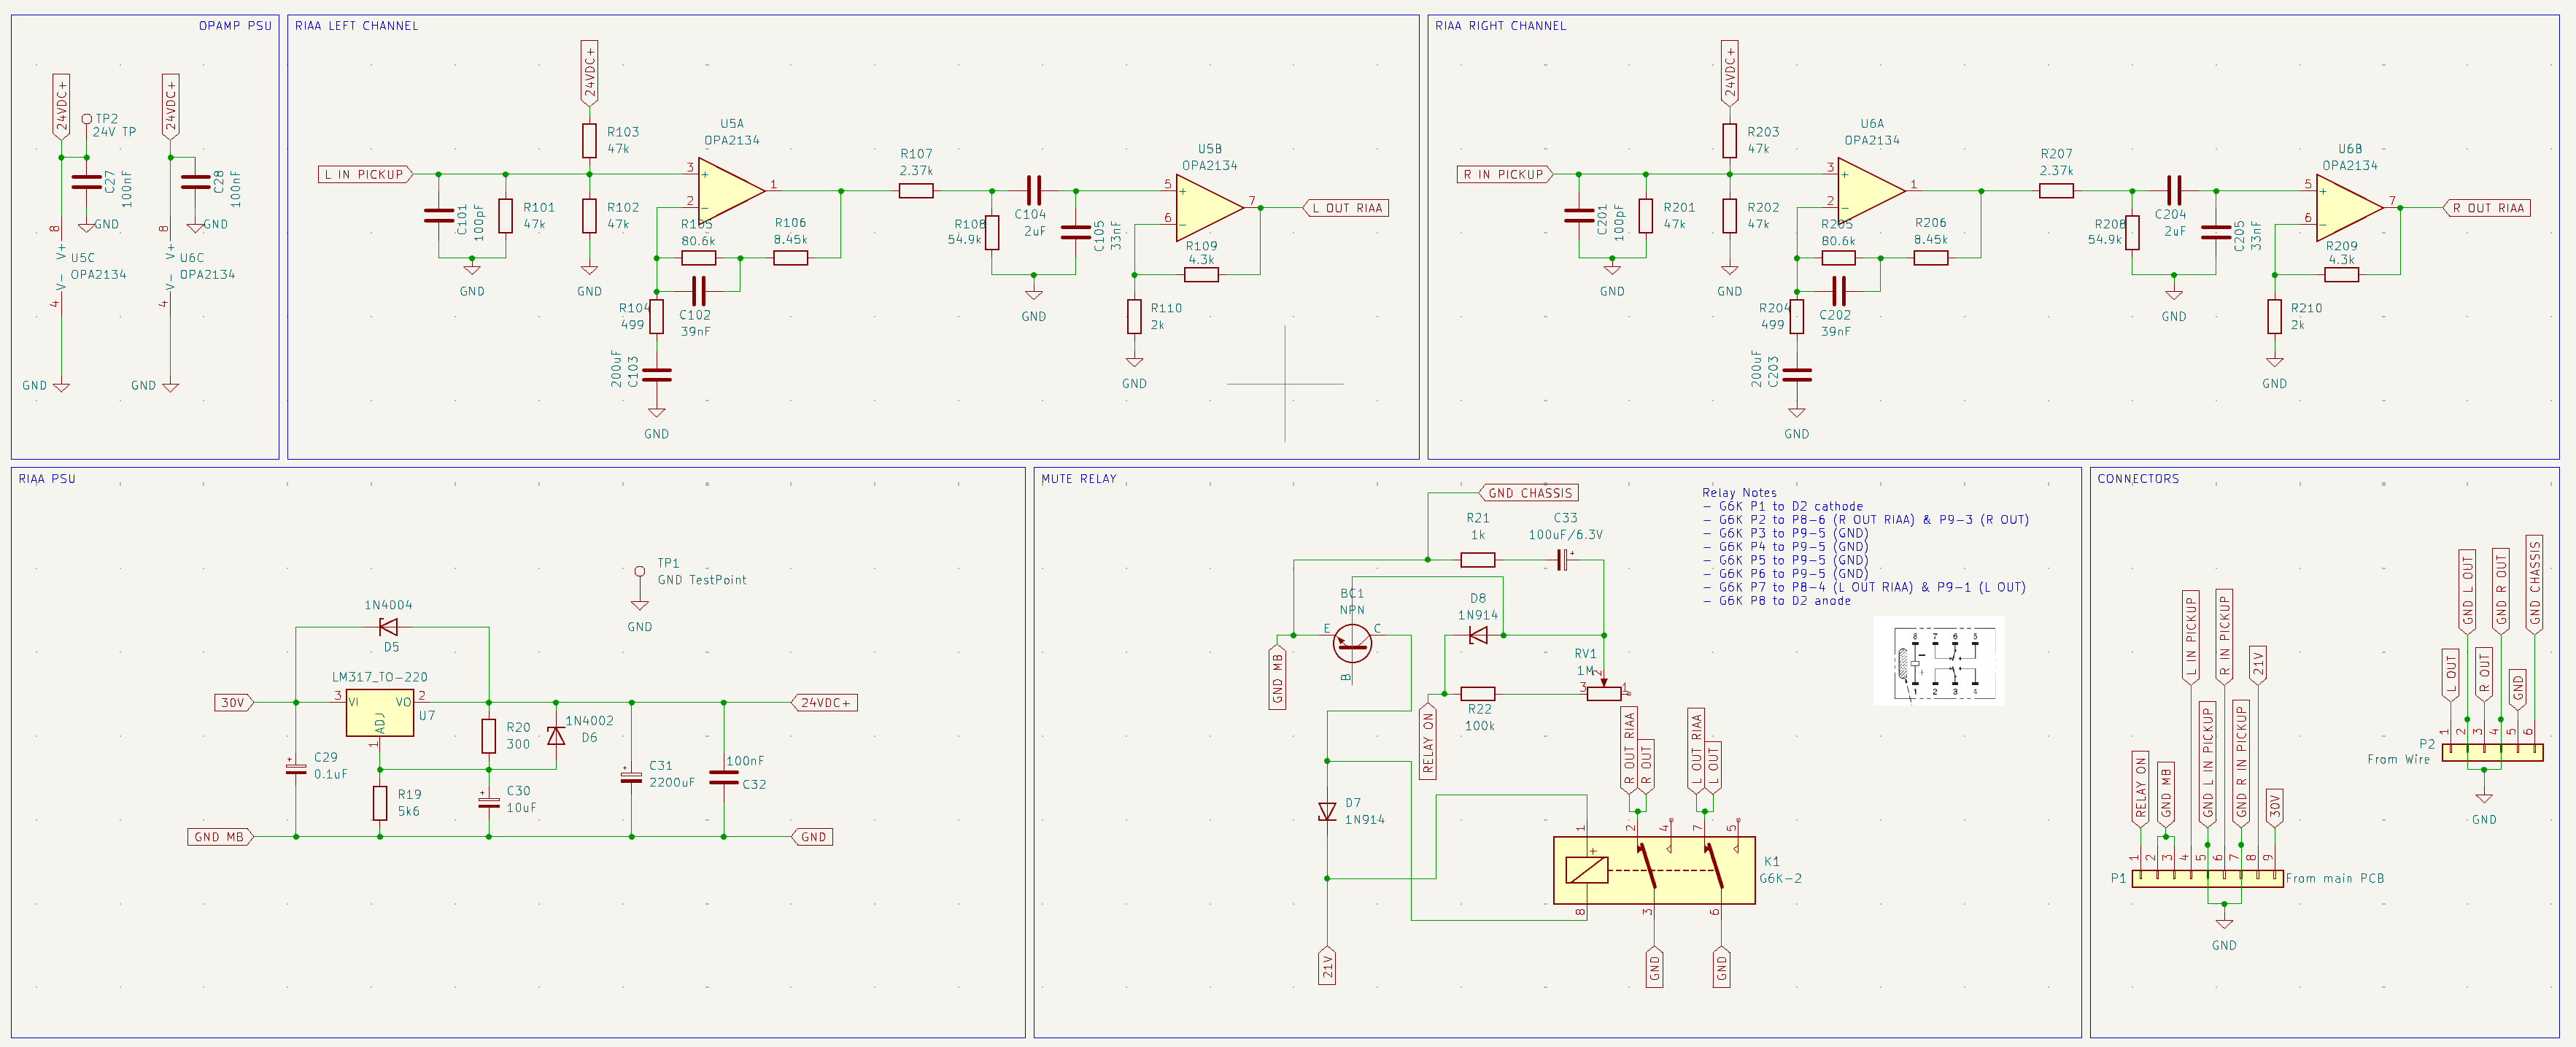 OPAMP PSU
24VDC+
TP2
24V TP
24VDC+
C27
100nF
C28
100nF
GND
GND
8
V+
U5C
OPA2134
V-
4
8
V+
U6C
OPA2134
V-
4
GND
GND
RIAA LEFT CHANNEL
24VDC+
R103
47k
L IN PICKUP
C101
100pF
R101
47k
R102
47k
GND
GND
U5A
OPA2134
3
+
2
-
1
R105
80.6k
R106
8.45k
R104
499
C102
39nF
200uF
C103
GND
R107
2.37k
R108
54.9k
C104
2uF
C105
33nF
GND
U5B
OPA2134
5
+
6
-
7
L OUT RIAA
R109
4.3k
R110
2k
GND
RIAA RIGHT CHANNEL
24VDC+
R203
47k
R IN PICKUP
C201
100pF
R201
47k
R202
47k
GND
GND
U6A
OPA2134
3
+
2
-
1
R205
80.6k
R206
8.45k
R204
499
C202
39nF
200uF
C203
GND
R207
2.37k
R208
54.9k
C204
2uF
C205
33nF
GND
U6B
OPA2134
5
+
6
-
7
R OUT RIAA
R209
4.3k
R210
2k
GND
RIAA PSU
TP1
GND TestPoint
GND
1N4004
D5
LM317_TO-220
30V
3
VI
VO
2
ADJ
1
U7
24VDC+
R20
300
1N4002
D6
C29
0.1uF
R19
5k6
C30
10uF
C31
2200uF
100nF
C32
GND MB
GND
MUTE RELAY
GND CHASSIS
R21
1k
C33
100uF/6.3V
BC1
NPN
E
C
B
D8
1N914
GND MB
RV1
1M
3
2
1
R22
100k
RELAY ON
R OUT RIAA
R OUT
L OUT RIAA
L OUT
D7
1N914
1
2
4
7
5
+
K1
G6K-2
8
3
6
21V
GND
GND
Relay Notes
- G6K P1 to D2 cathode
- G6K P2 to P8-6 (R OUT RIAA) & P9-3 (R OUT)
- G6K P3 to P9-5 (GND)
- G6K P4 to P9-5 (GND)
- G6K P5 to P9-5 (GND)
- G6K P6 to P9-5 (GND)
- G6K P7 to P8-4 (L OUT RIAA) & P9-1 (L OUT)
- G6K P8 to D2 anode
8 7 6 5
-
+
1 2 3 4
CONNECTORS
L OUT
GND L OUT
R OUT
GND R OUT
GND
GND CHASSIS
1 2 3 4 5 6
P2
From Wire
GND
RELAY ON
GND MB
L IN PICKUP
GND L IN PICKUP
R IN PICKUP
GND R IN PICKUP
21V
30V
1 2 3 4 5 6 7 8 9
P1
From main PCB
GND